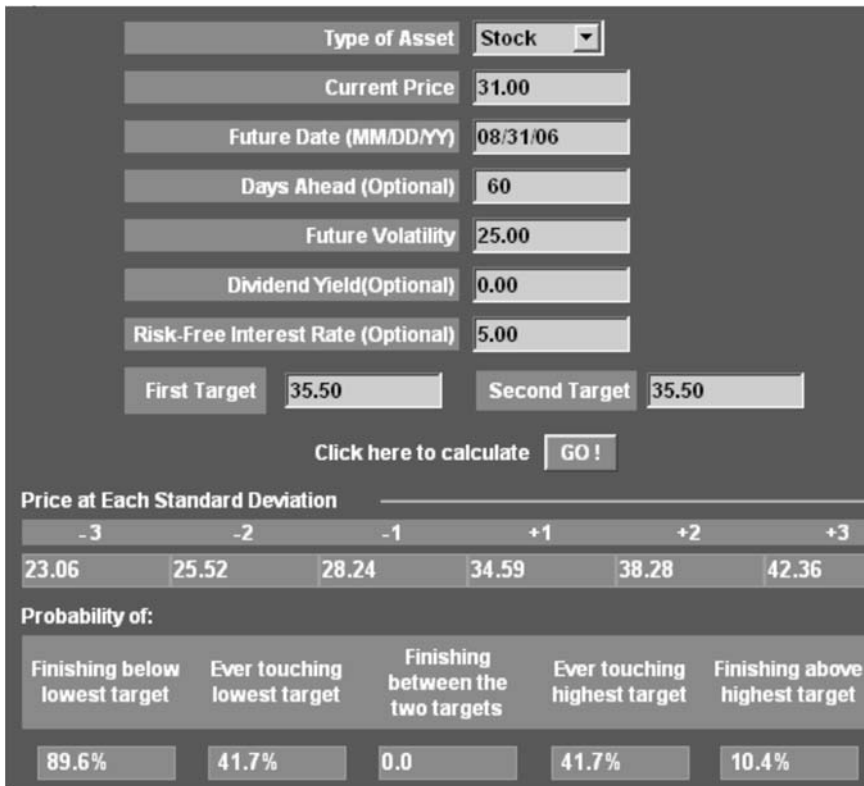 Type of Asset Stock
Current Price 31.00
Future Date (MM/DD/YY) 08/31/06
Days Ahead (Optional) 60
Future Volatility 25.00
Dividend Yield(Optional) 0.00
Risk-Free Interest Rate (Optional) 5.00
First Target 35.50 Second Target 35.50
Click here to calculate GO !
Price at Each Standard Deviation
- 3 -2 -1 +1 +2 +3
23.06 25.52 28.24 34.59 38.28 42.36
Probability of:
Finishing below lowest target
Ever touching lowest target
Finishing between the two targets
Ever touching highest target
Finishing above highest target
89.6% 41.7% 0.0 41.7% 10.4%